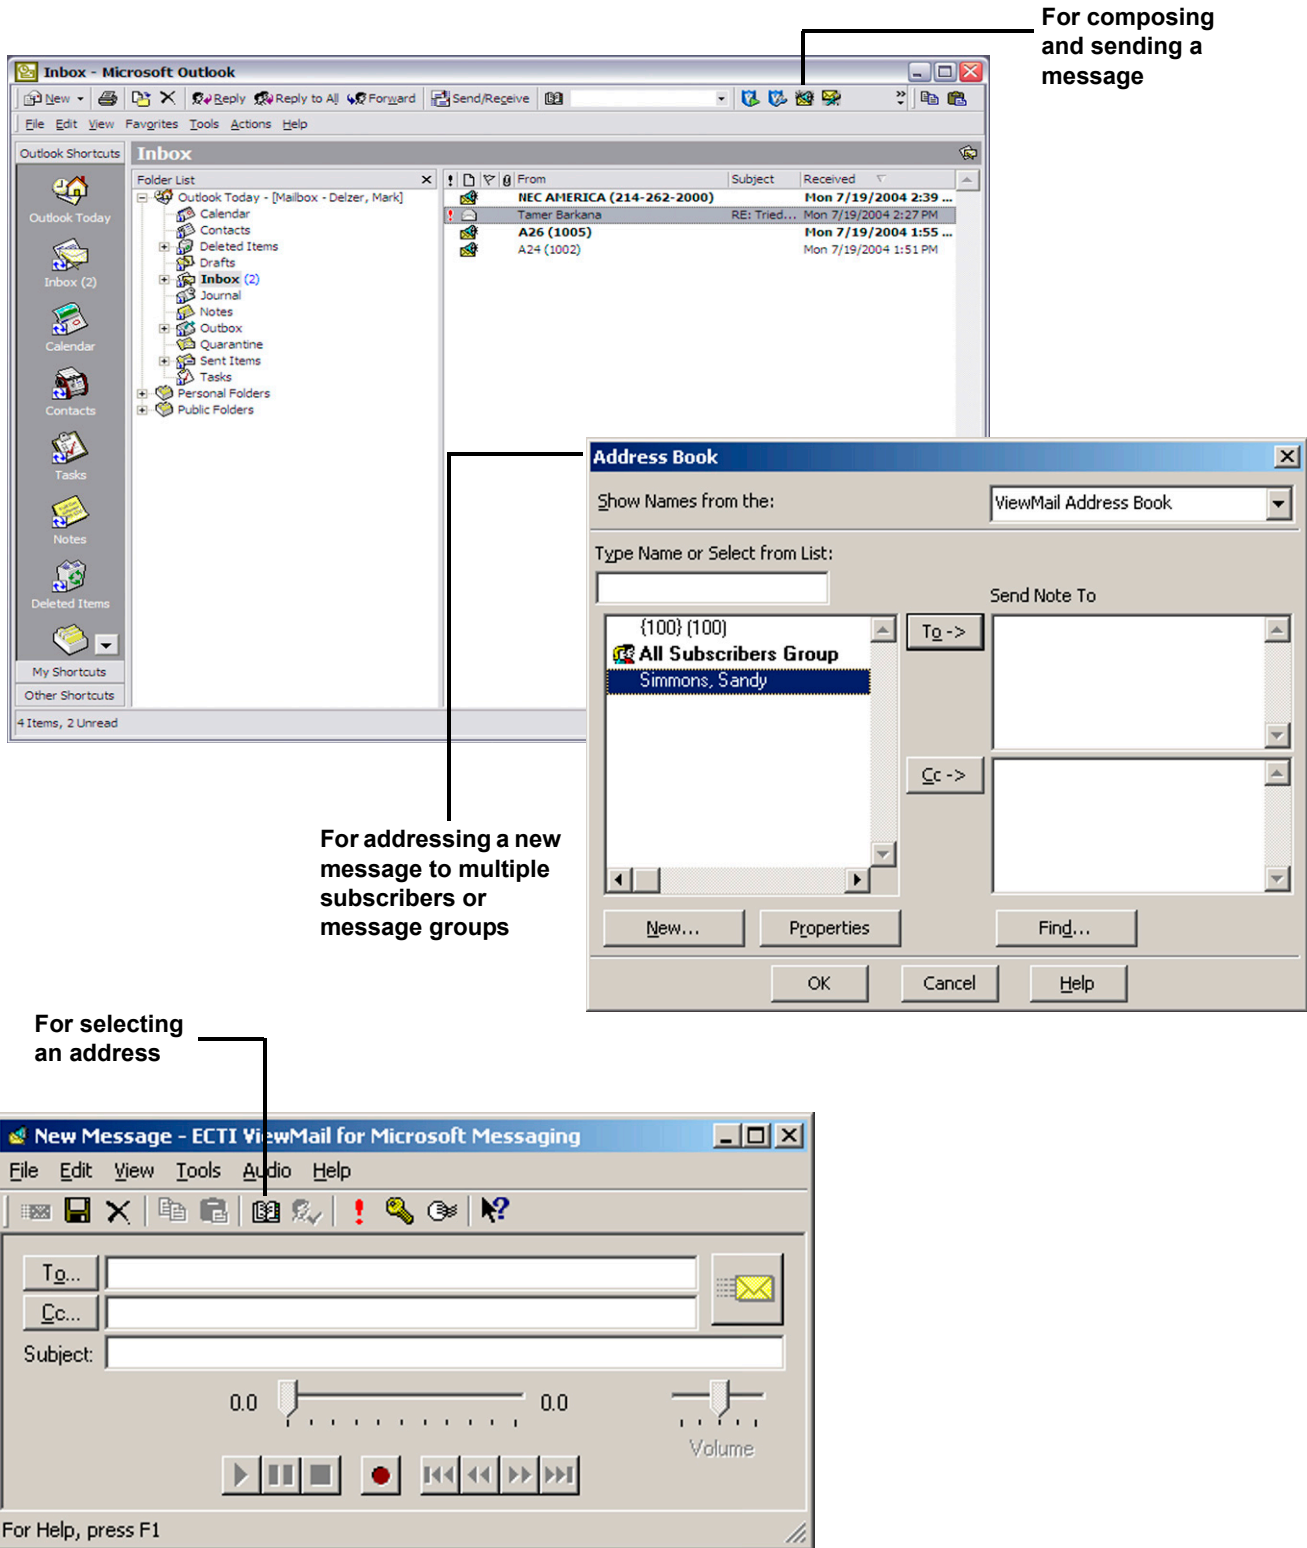 For composing
and sending a
message
Inbox - Microsoft Outlook
New
Reply Reply to All Forward Send/Receive
File Edit View Favorites Tools Actions Help
Outlook Shortcuts
Inbox
Folder List
From Subject Received
Outlook Today - [Mailbox - Delzer, Mark]
Calendar
Contacts
Deleted Items
Drafts
Inbox (2)
Journal
Notes
Outbox
Quarantine
Sent Items
Tasks
Personal Folders
Public Folders
NEC AMERICA (214-262-2000) Mon 7/19/2004 2:39 ...
Tamer Barkana RE: Tried... Mon 7/19/2004 2:27 PM
A26 (1005) Mon 7/19/2004 1:55 ...
A24 (1002) Mon 7/19/2004 1:51 PM
Outlook Today
Inbox (2)
Calendar
Contacts
Tasks
Notes
Deleted Items
My Shortcuts
Other Shortcuts
4 Items, 2 Unread
Address Book
Show Names from the:
ViewMail Address Book
Type Name or Select from List:
Send Note To
{100} (100)
All Subscribers Group
Simmons, Sandy
To ->
Cc ->
New...
Properties
Find...
OK
Cancel
Help
For addressing a new
message to multiple
subscribers or
message groups
For selecting
an address
New Message - ECTI ViewMail for Microsoft Messaging
File Edit View Tools Audio Help
To...
Cc...
Subject:
0.0
0.0
Volume
For Help, press F1